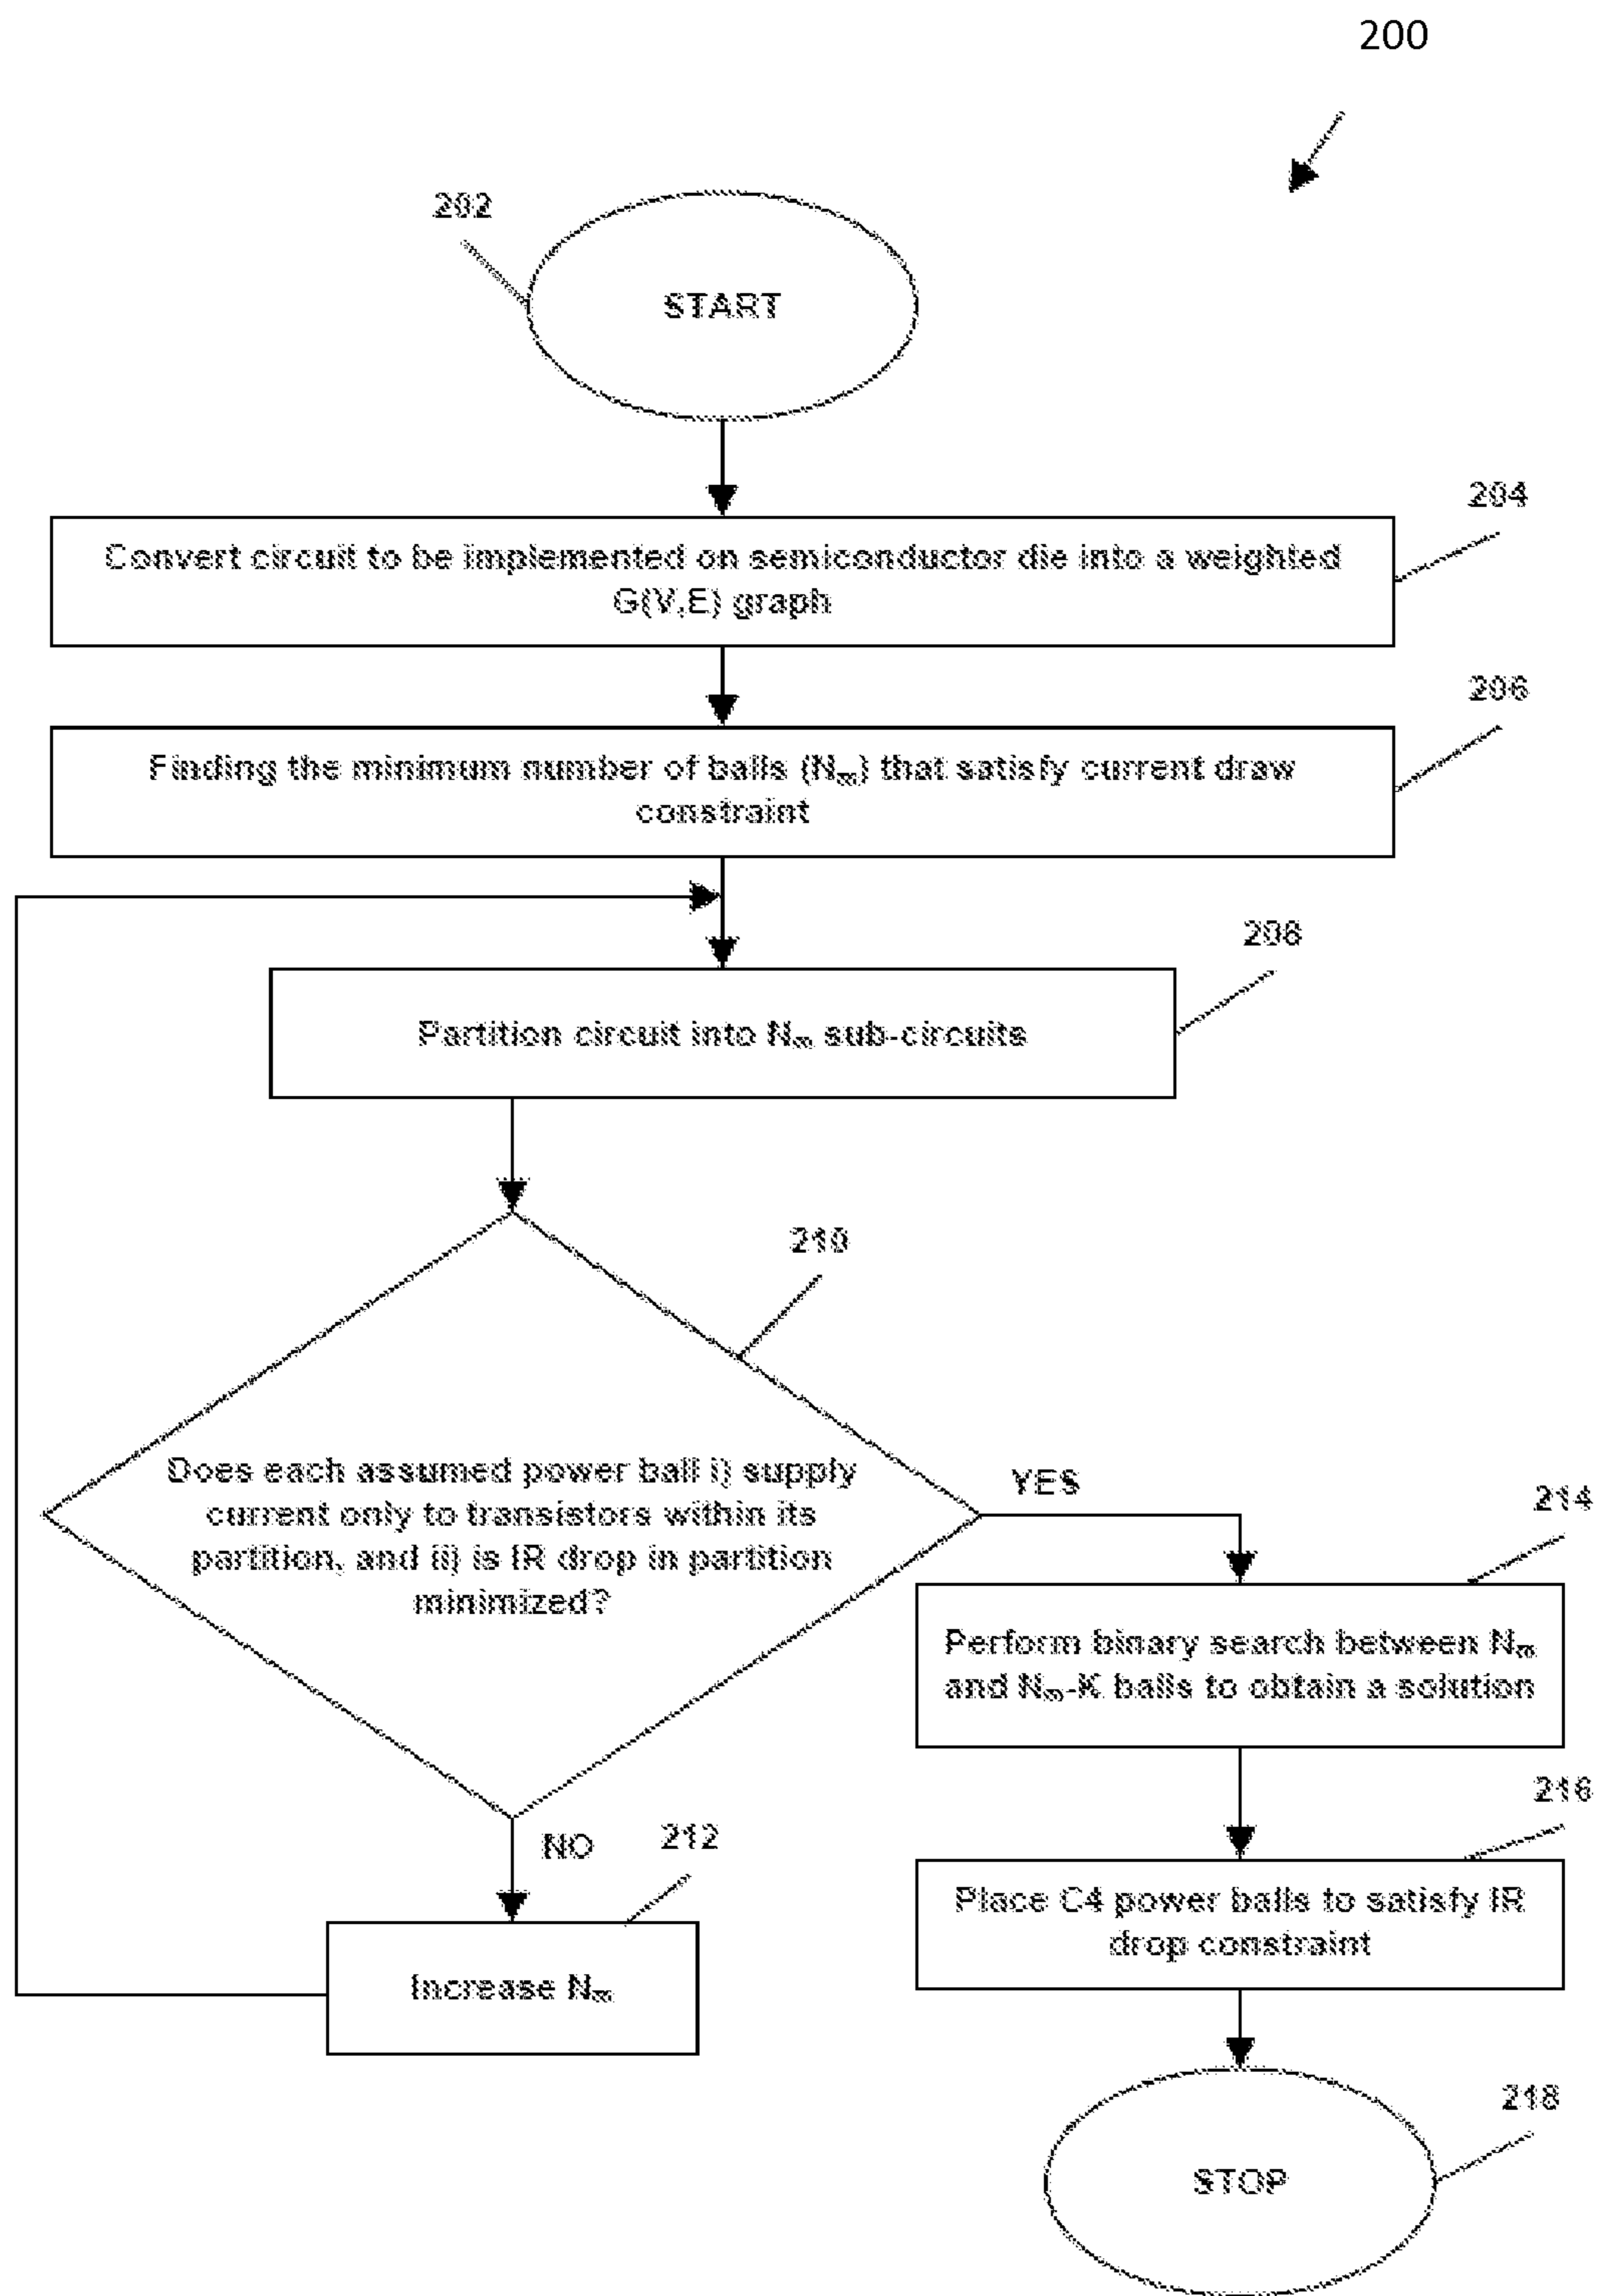 200
202
START
204
Convert circuit to be implemented on semiconductor die into a weighted
G(V,E) graph
206
Finding the minimum number of balls (Nm) that satisfy current draw
constraint
208
Partition circuit into Nm sub-circuits
210
Does each assumed power ball i) supply
current only to transistors within its
partition, and ii) is IR drop in partition
minimized?
YES
214
Perform binary search between Nm
and Nm-K balls to obtain a solution
216
Place C4 power balls to satisfy IR
drop constraint
NO
212
Increase Nm
218
STOP